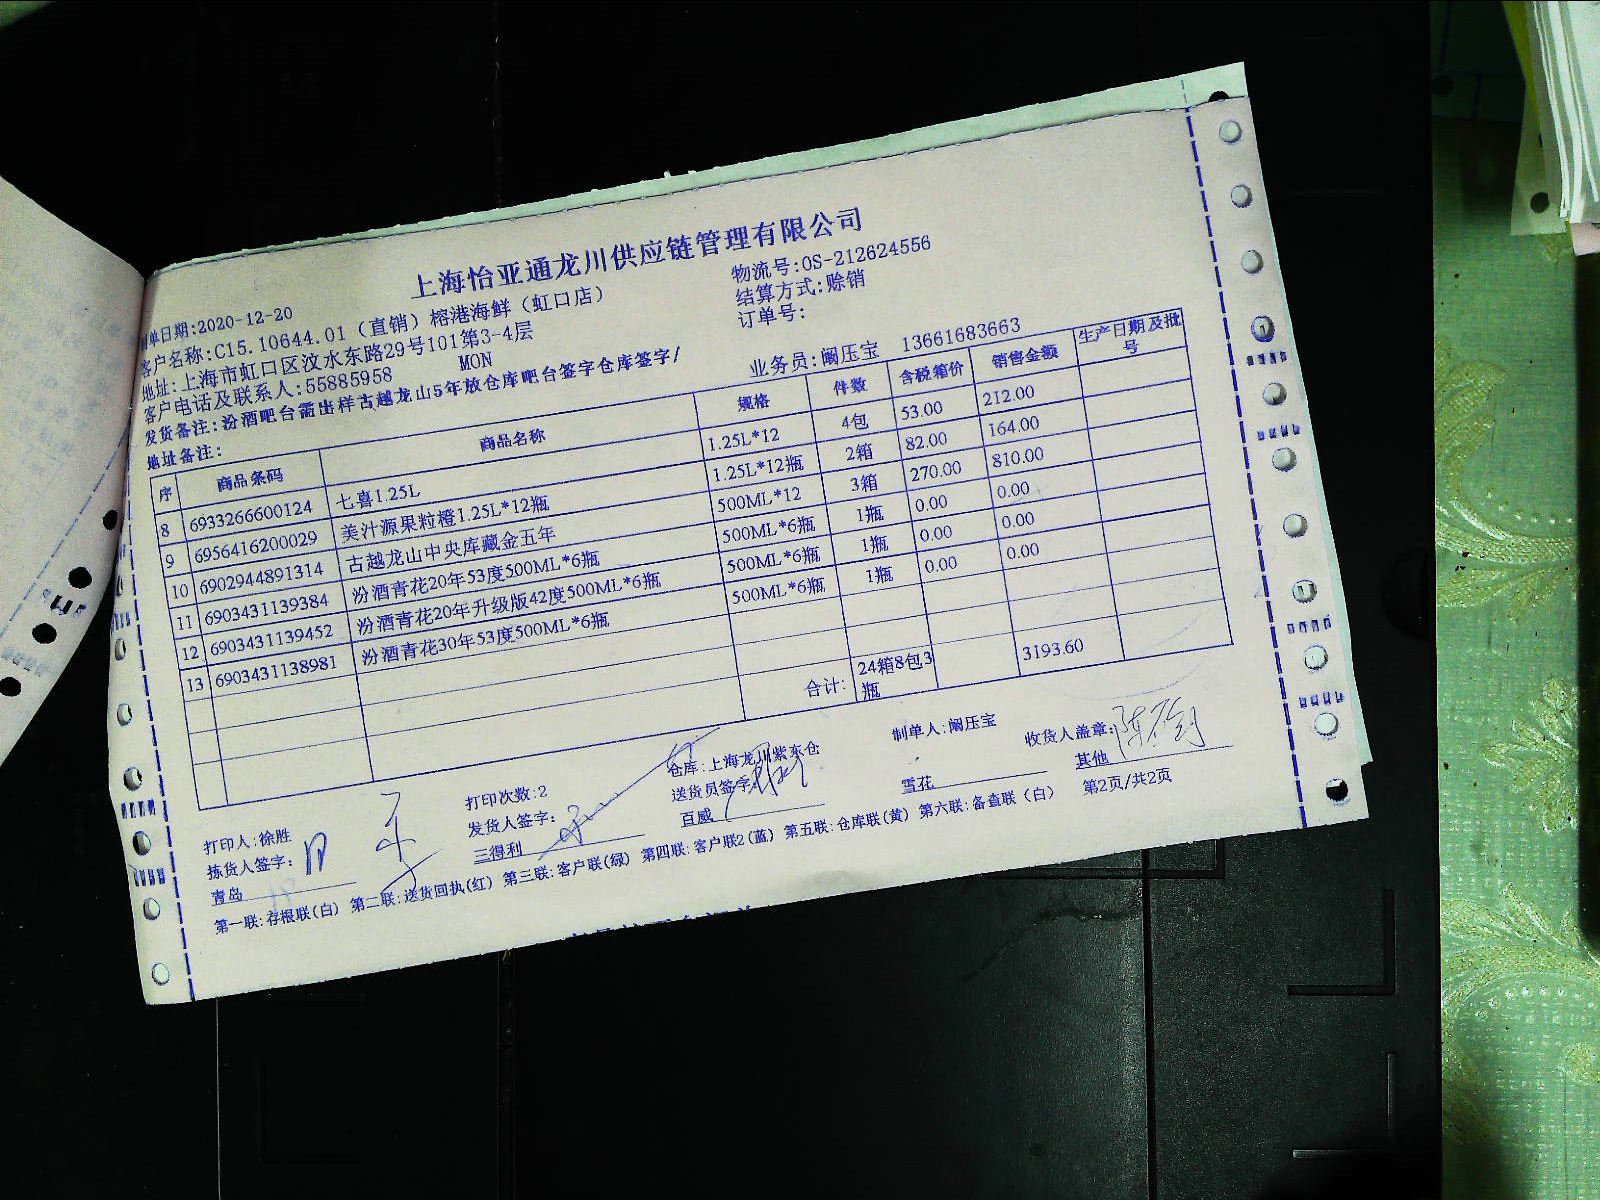 上海怡亚通龙川供应链管理有限公司
单日期:2020-12-20
物流号:OS-212624556
客户名称:C15.10644.01（直销）榕港海鲜（虹口店）
结算方式:赊销
地址:上海市虹口区汶水东路29号101第3-4层
订单号:
客户电话及联系人:55885958 MON
业务员:阚压宝 13661683663
发货备注:汾酒吧台需出样古越龙山5年放仓库吧台签字仓库签字/
地址备注:
序 商品条码 商品名称 规格 件数 含税箱价 销售金额 生产日期及批号
8 6933266600124 七喜1.25L 1.25L*12 4包 53.00 212.00
9 6956416200029 美汁源果粒橙1.25L*12瓶 1.25L*12瓶 2箱 82.00 164.00
10 6902944891314 古越龙山中央库藏金五年 500ML*12 3箱 270.00 810.00
11 6903431139384 汾酒青花20年53度500ML*6瓶 500ML*6瓶 1瓶 0.00 0.00
12 6903431139452 汾酒青花20年升级版42度500ML*6瓶 500ML*6瓶 1瓶 0.00 0.00
13 6903431138981 汾酒青花30年53度500ML*6瓶 500ML*6瓶 1瓶 0.00 0.00
合计: 24箱8包3瓶 3193.60
打印人:徐胜 打印次数:2 仓库:上海龙川紫东仓 制单人:阚压宝 收货人盖章:
拣货人签字: 发货人签字: 送货员签字: 其他
青岛 三得利 百威 雪花 第2页/共2页
第一联:存根联(白) 第二联:送货回执(红) 第三联:客户联(绿) 第四联:客户联2(蓝) 第五联:仓库联(黄) 第六联:备查联(白)